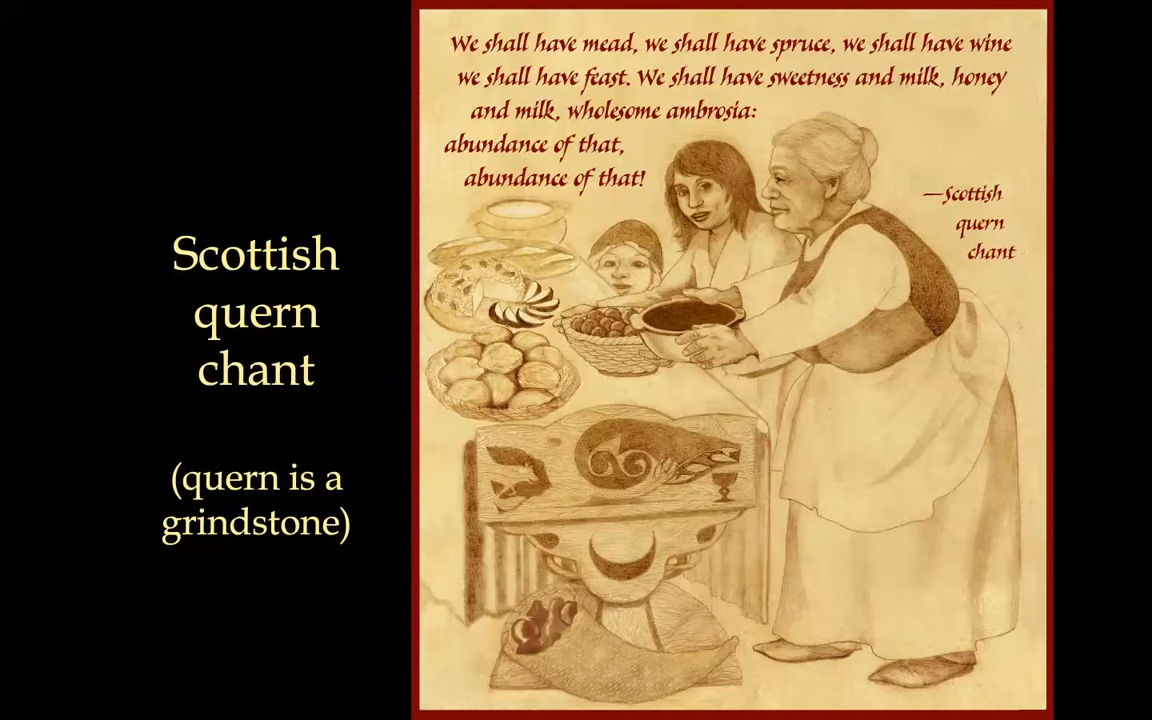 Scottish
quern
chant
(quern is a
grindstone)
We shall have mead, we shall have spruce, we shall have wine
we shall have feast. We shall have sweetness and milk, honey
and milk, wholesome ambrosia:
abundance of that,
abundance of that!
—Scottish
quern
chant